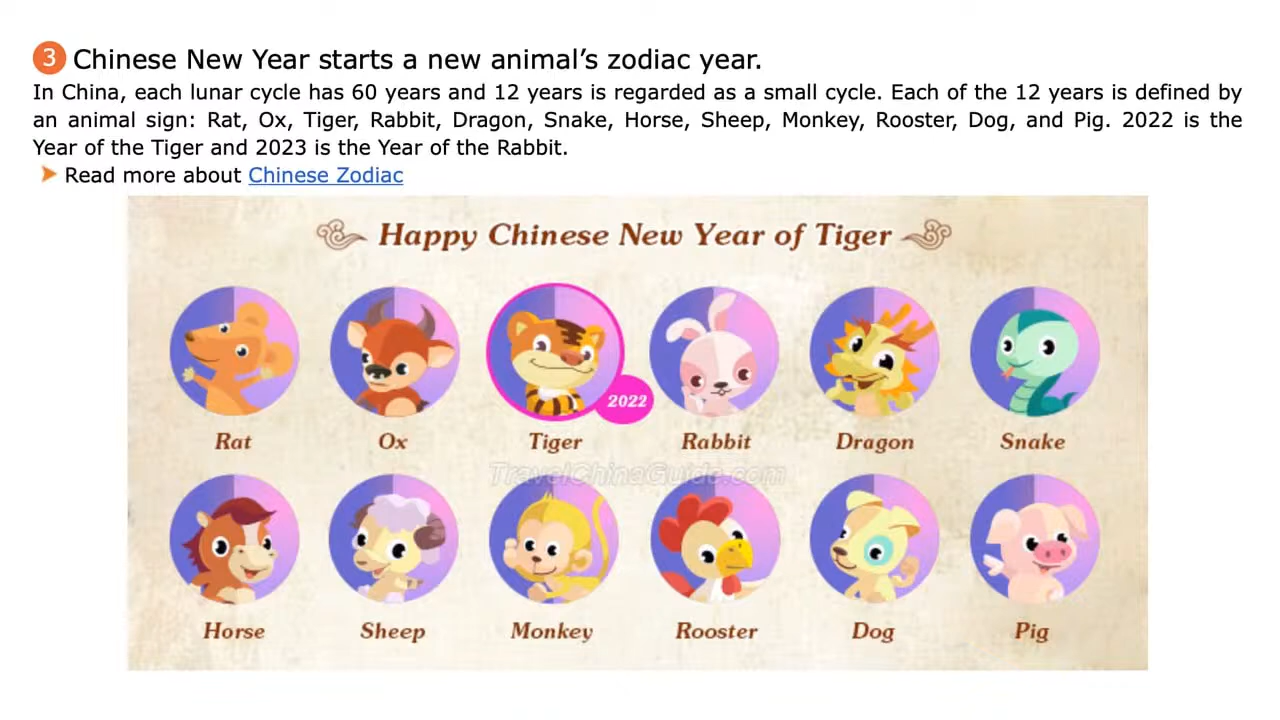 3 Chinese New Year starts a new animal’s zodiac year.
In China, each lunar cycle has 60 years and 12 years is regarded as a small cycle. Each of the 12 years is defined by
an animal sign: Rat, Ox, Tiger, Rabbit, Dragon, Snake, Horse, Sheep, Monkey, Rooster, Dog, and Pig. 2022 is the
Year of the Tiger and 2023 is the Year of the Rabbit.
Read more about Chinese Zodiac
Happy Chinese New Year of Tiger
2022
Rat Ox Tiger Rabbit Dragon Snake
TravelChinaGuide.com
Horse Sheep Monkey Rooster Dog Pig